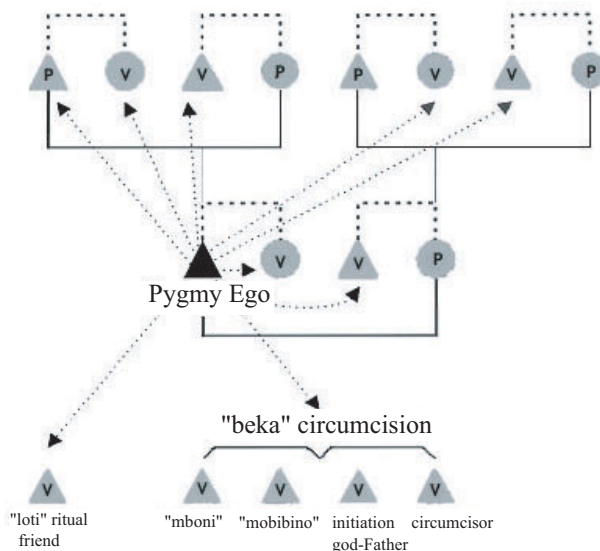 P V V P P V V P
V V P
Pygmy Ego
"beka" circumcision
V V V V V
"loti" ritual "mboni" "mobibino" initiation circumcisor
friend god-Father